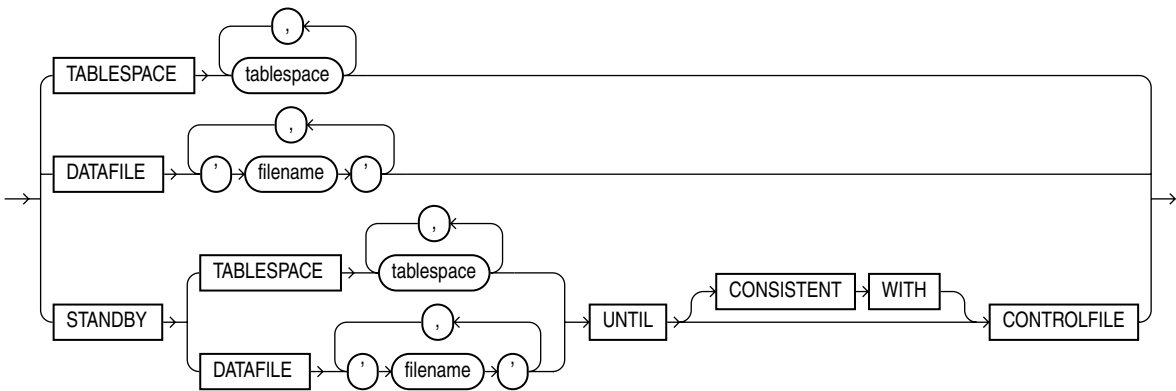 ,
TABLESPACE tablespace
,
DATAFILE ' filename '
,
TABLESPACE tablespace
CONSISTENT WITH
STANDBY UNTIL CONTROLFILE
,
DATAFILE ' filename '